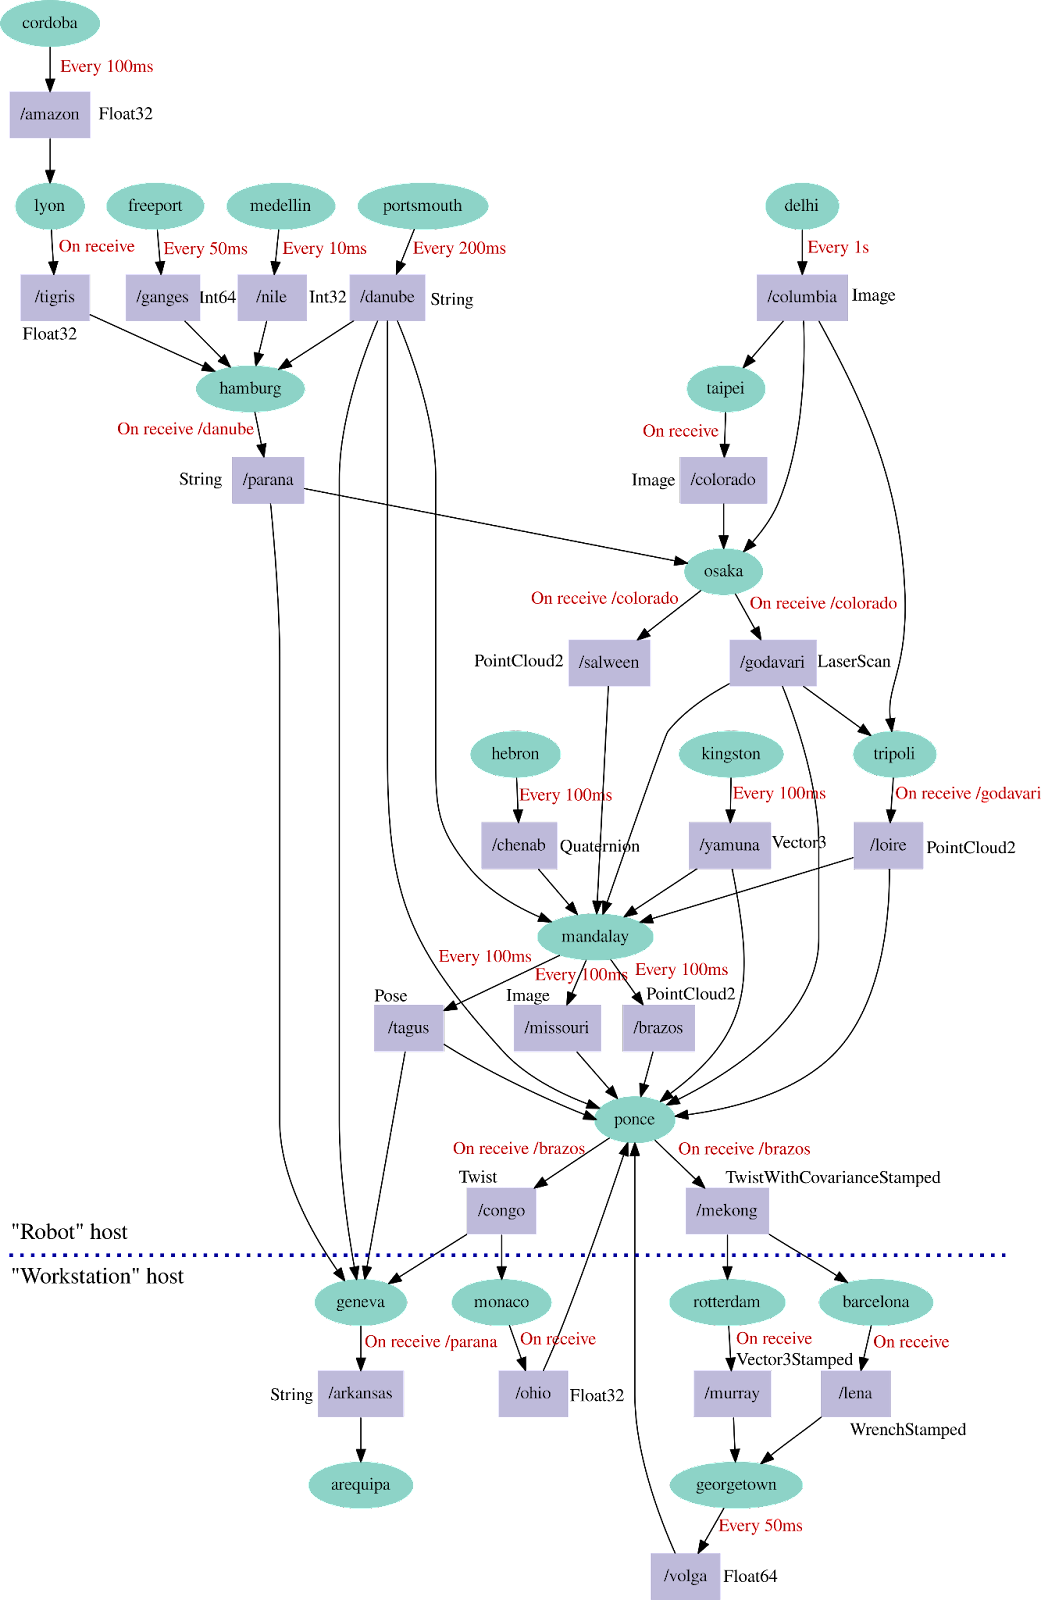 cordoba
Every 100ms
/amazon Float32
lyon freeport medellin portsmouth delhi
On receive Every 50ms Every 10ms Every 200ms Every 1s
/tigris /ganges Int64 /nile Int32 /danube String /columbia Image
Float32
hamburg taipei
On receive /danube On receive
String /parana Image /colorado
osaka
On receive /colorado On receive /colorado
PointCloud2 /salween /godavari LaserScan
hebron kingston tripoli
Every 100ms Every 100ms On receive /godavari
/chenab Quaternion /yamuna Vector3 /loire PointCloud2
mandalay
Every 100ms Every 100ms Every 100ms
Pose Image PointCloud2
/tagus /missouri /brazos
ponce
On receive /brazos On receive /brazos
Twist TwistWithCovarianceStamped
/congo /mekong
"Robot" host
"Workstation" host
geneva monaco rotterdam barcelona
On receive /parana On receive On receive On receive
Vector3Stamped
String /arkansas /ohio Float32 /murray /lena
WrenchStamped
arequipa georgetown
Every 50ms
/volga Float64